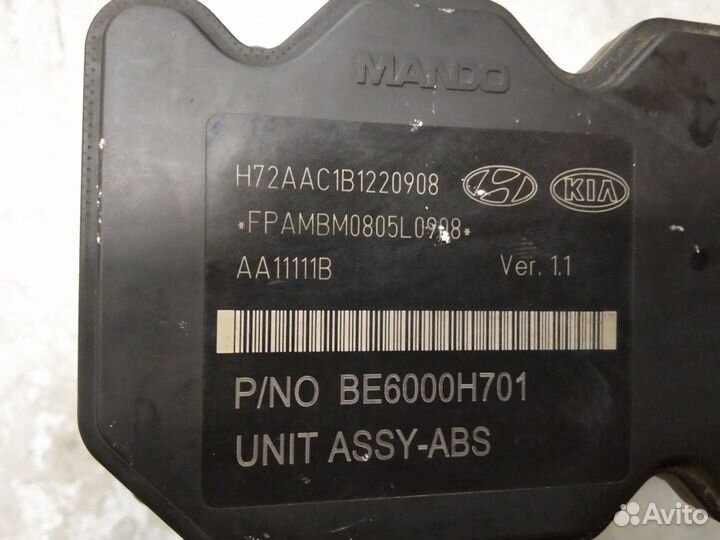 MANDO
H72AAC1B1220908
KIA
*FPAMBM0805L0908*
AA11111B Ver. 1.1
P/NO BE6000H701
UNIT ASSY-ABS
Avito